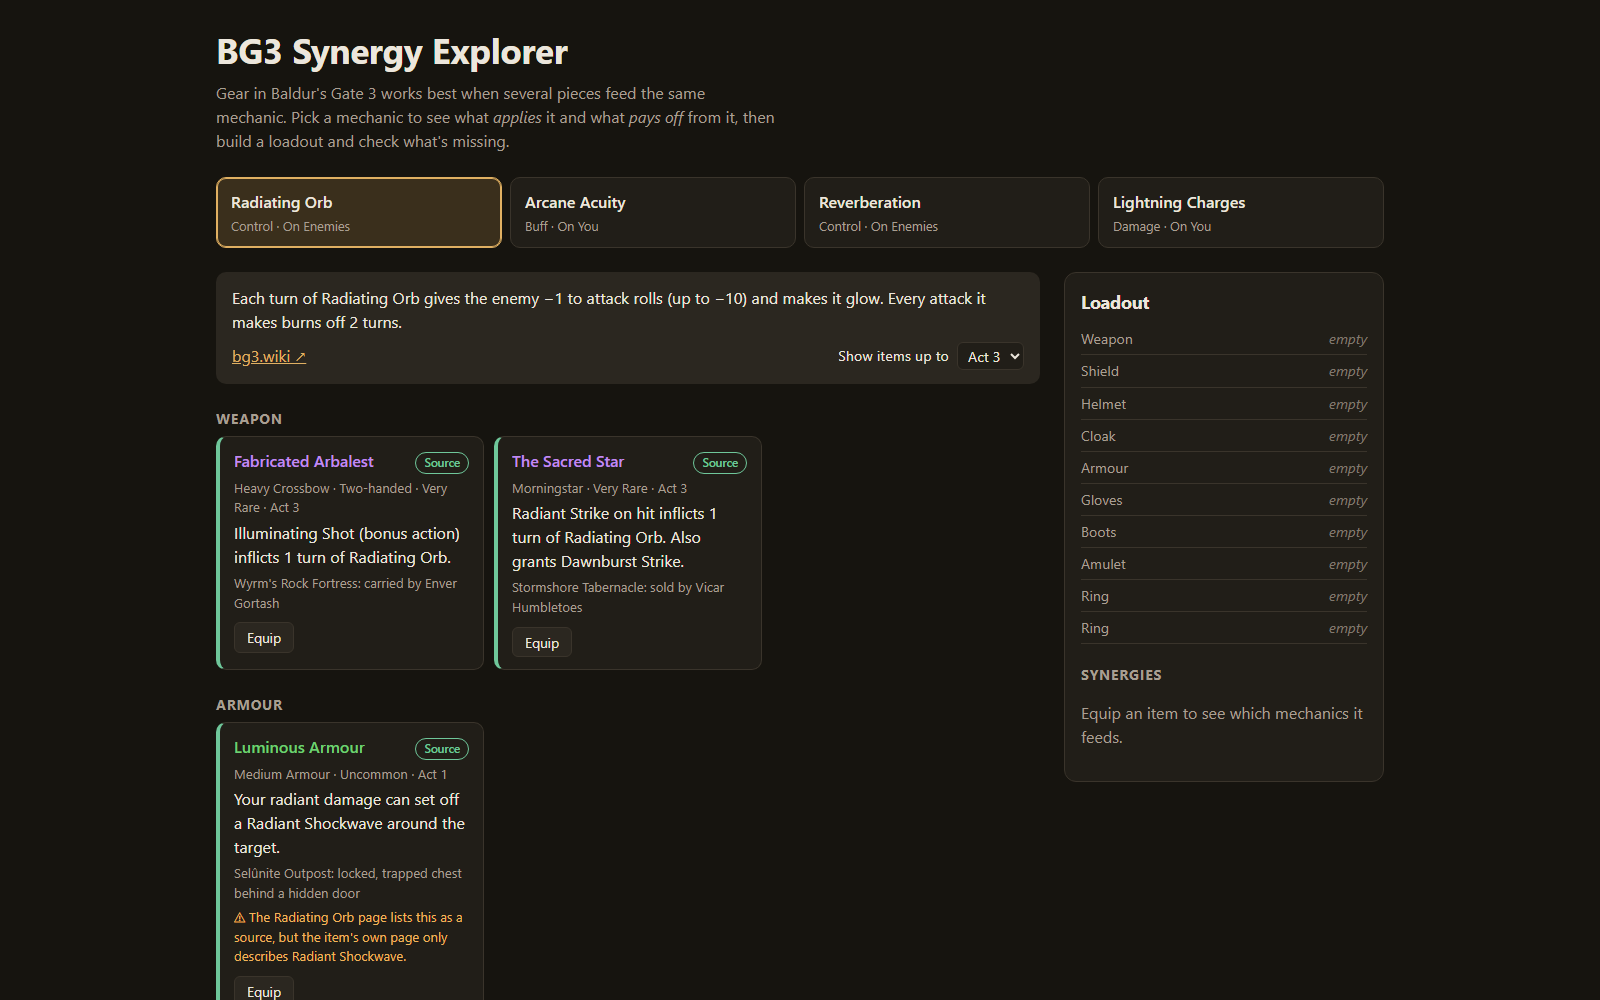 BG3 Synergy Explorer
Gear in Baldur's Gate 3 works best when several pieces feed the same
mechanic. Pick a mechanic to see what applies it and what pays off from it, then
build a loadout and check what's missing.
Radiating Orb
Control · On Enemies
Arcane Acuity
Buff · On You
Reverberation
Control · On Enemies
Lightning Charges
Damage · On You
Each turn of Radiating Orb gives the enemy −1 to attack rolls (up to −10) and makes it glow. Every attack it
makes burns off 2 turns.
bg3.wiki ↗
Show items up to
Act 3
WEAPON
Fabricated Arbalest
Source
Heavy Crossbow · Two-handed · Very
Rare · Act 3
Illuminating Shot (bonus action)
inflicts 1 turn of Radiating Orb.
Wyrm's Rock Fortress: carried by Enver
Gortash
Equip
The Sacred Star
Source
Morningstar · Very Rare · Act 3
Radiant Strike on hit inflicts 1
turn of Radiating Orb. Also
grants Dawnburst Strike.
Stormshore Tabernacle: sold by Vicar
Humbletoes
Equip
ARMOUR
Luminous Armour
Source
Medium Armour · Uncommon · Act 1
Your radiant damage can set off
a Radiant Shockwave around the
target.
Selûnite Outpost: locked, trapped chest
behind a hidden door
⚠ The Radiating Orb page lists this as a
source, but the item's own page only
describes Radiant Shockwave.
Equip
Loadout
Weapon empty
Shield empty
Helmet empty
Cloak empty
Armour empty
Gloves empty
Boots empty
Amulet empty
Ring empty
Ring empty
SYNERGIES
Equip an item to see which mechanics it
feeds.